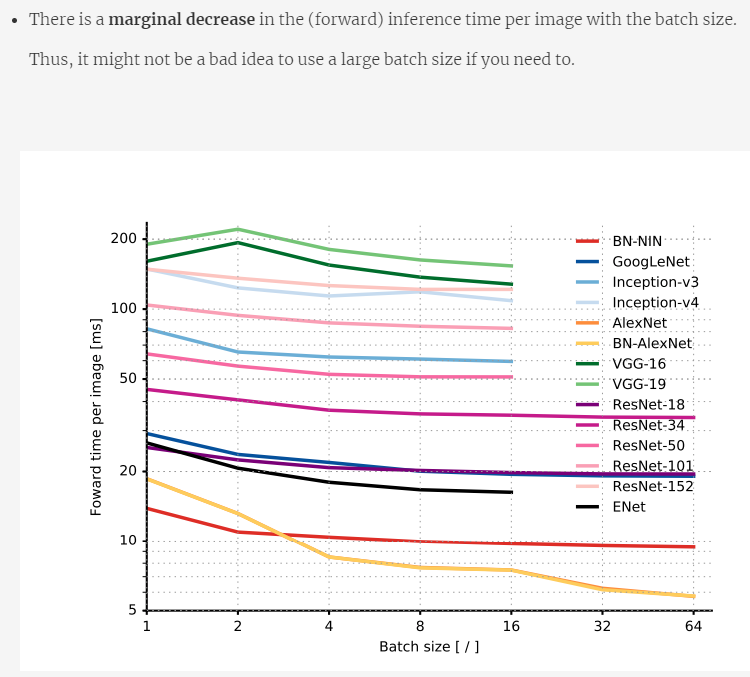 There is a marginal decrease in the (forward) inference time per image with the batch size.
Thus, it might not be a bad idea to use a large batch size if you need to.
200
100
50
20
10
5
Foward time per image [ms]
1 2 4 8 16 32 64
Batch size [ / ]
BN-NIN
GoogLeNet
Inception-v3
Inception-v4
AlexNet
BN-AlexNet
VGG-16
VGG-19
ResNet-18
ResNet-34
ResNet-50
ResNet-101
ResNet-152
ENet